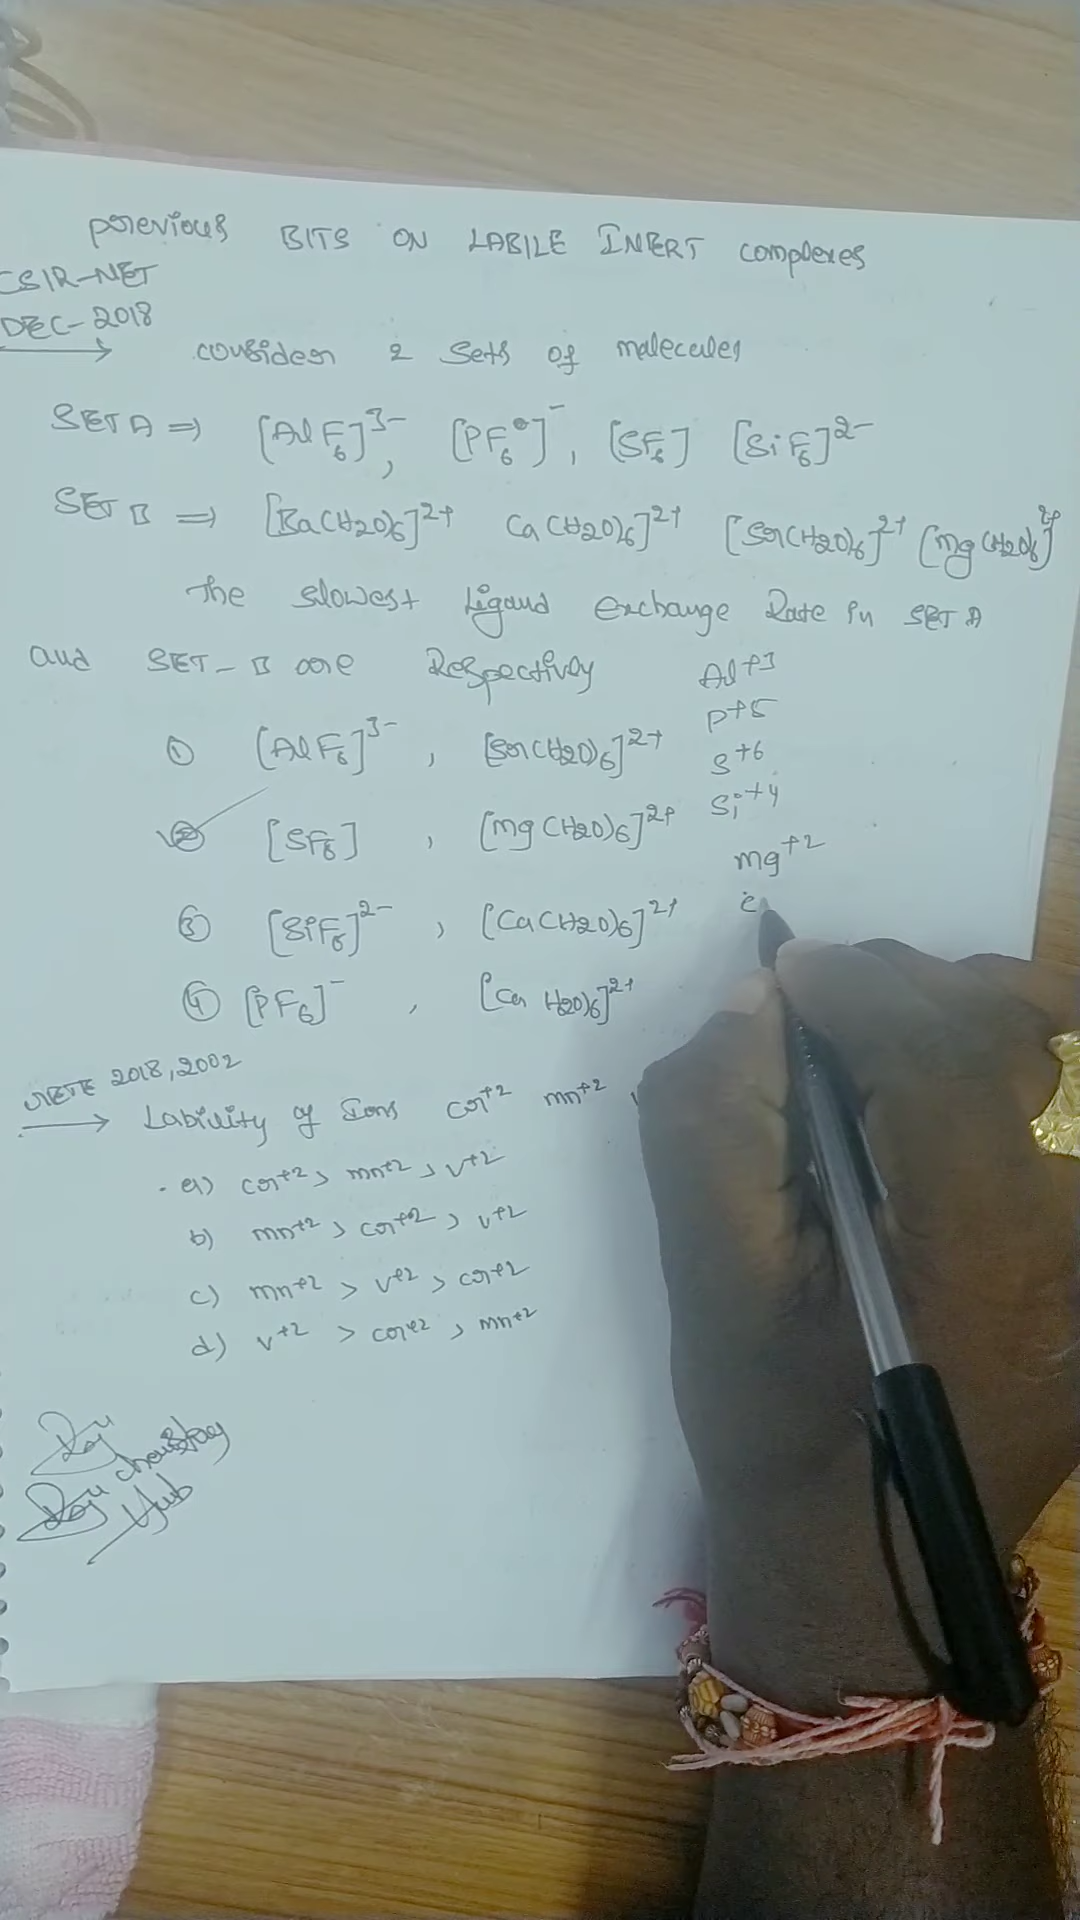 previous BITS ON LABILE INERT complexes
CSIR-NET
DEC-2018
→ consider 2 sets of malecules
SET A ⇒ [AlF6]3-, [PF6]-, [SF6] [SiF6]2-
SET B ⇒ [Ba(H2O)6]2+ Ca(H2O)6]2+ [Sr(H2O)6]2+ [mg(H2O)6]2+
The slowest Ligand exchange Rate in SET A
and SET-B are Respectively
Al+3
P+5
① [AlF6]3-, [Sr(H2O)6]2+
S+6
Si+4
② [SF6], [mg(H2O)6]2+
mg+2
③ [SiF6]2-, [Ca(H2O)6]2+
c
④ [PF6]-, [Ca H2O)6]2+
2018, 2002
→ Lability of Ions Cr+2 mn+2
a) Cr+2 > mn+2 > V+2
b) mn+2 > Cr+2 > V+2
c) mn+2 > V+2 > Cr+2
d) V+2 > Cr+2 > mn+2
Raju
Raju chemistry
Hub